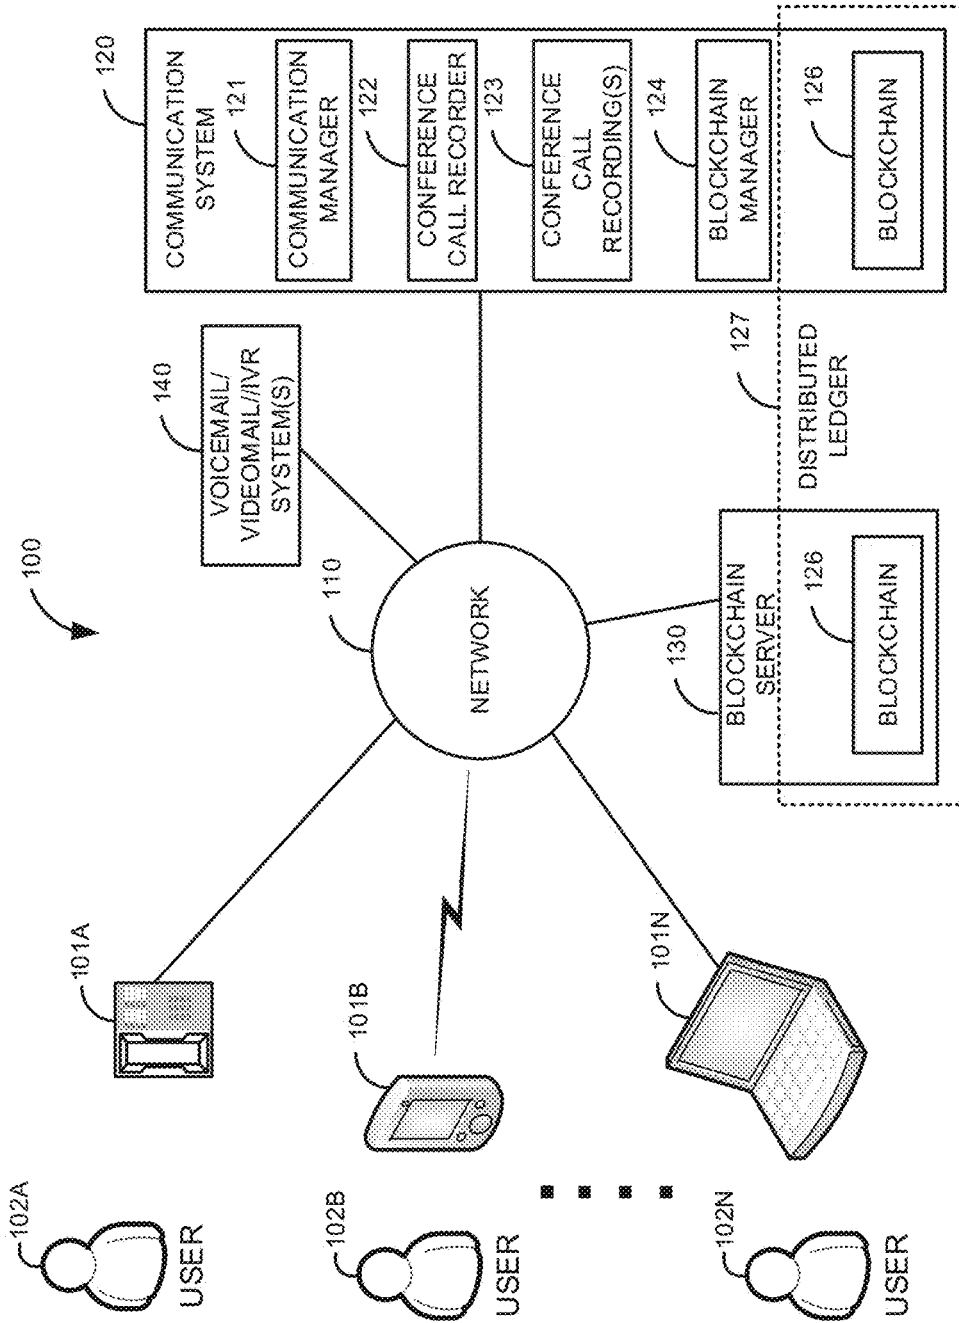 100
102A
USER
102B
USER
102N
USER
101A
101B
101N
110
NETWORK
140
VOICEMAIL/
VIDEOMAIL//IVR
SYSTEM(S)
130
BLOCKCHAIN
SERVER
126
BLOCKCHAIN
127
DISTRIBUTED
LEDGER
120
COMMUNICATION
SYSTEM
121
COMMUNICATION
MANAGER
122
CONFERENCE
CALL RECORDER
123
CONFERENCE
CALL
RECORDING(S)
124
BLOCKCHAIN
MANAGER
126
BLOCKCHAIN